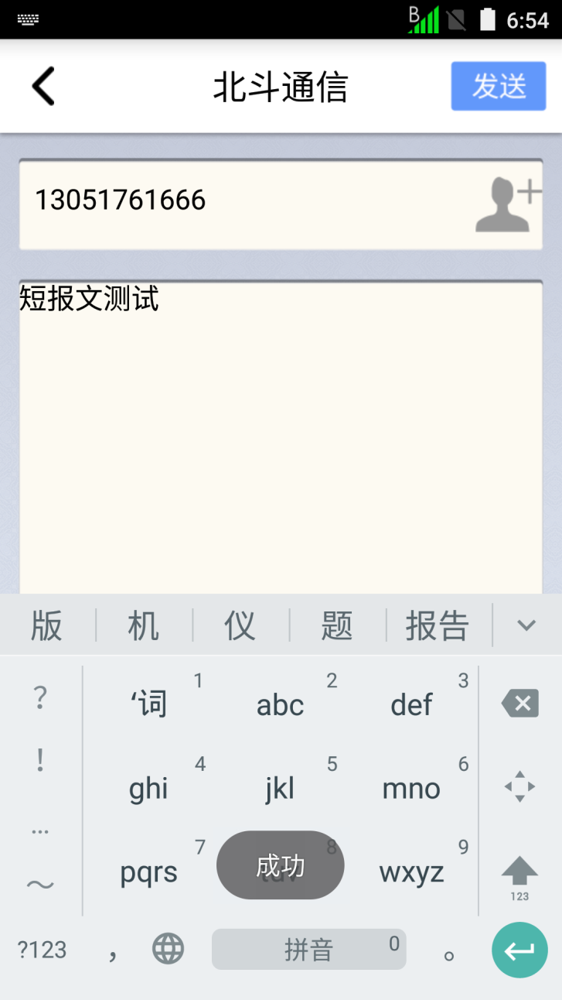 B 6:54
北斗通信 发送
13051761666
短报文测试
版 机 仪 题 报告
? 1 ‘词 2 abc 3 def
! 4 ghi 5 jkl 6 mno
… 7 pqrs 8 tuv 9 wxyz
～ 成功 123
?123 ， 拼音 0 。